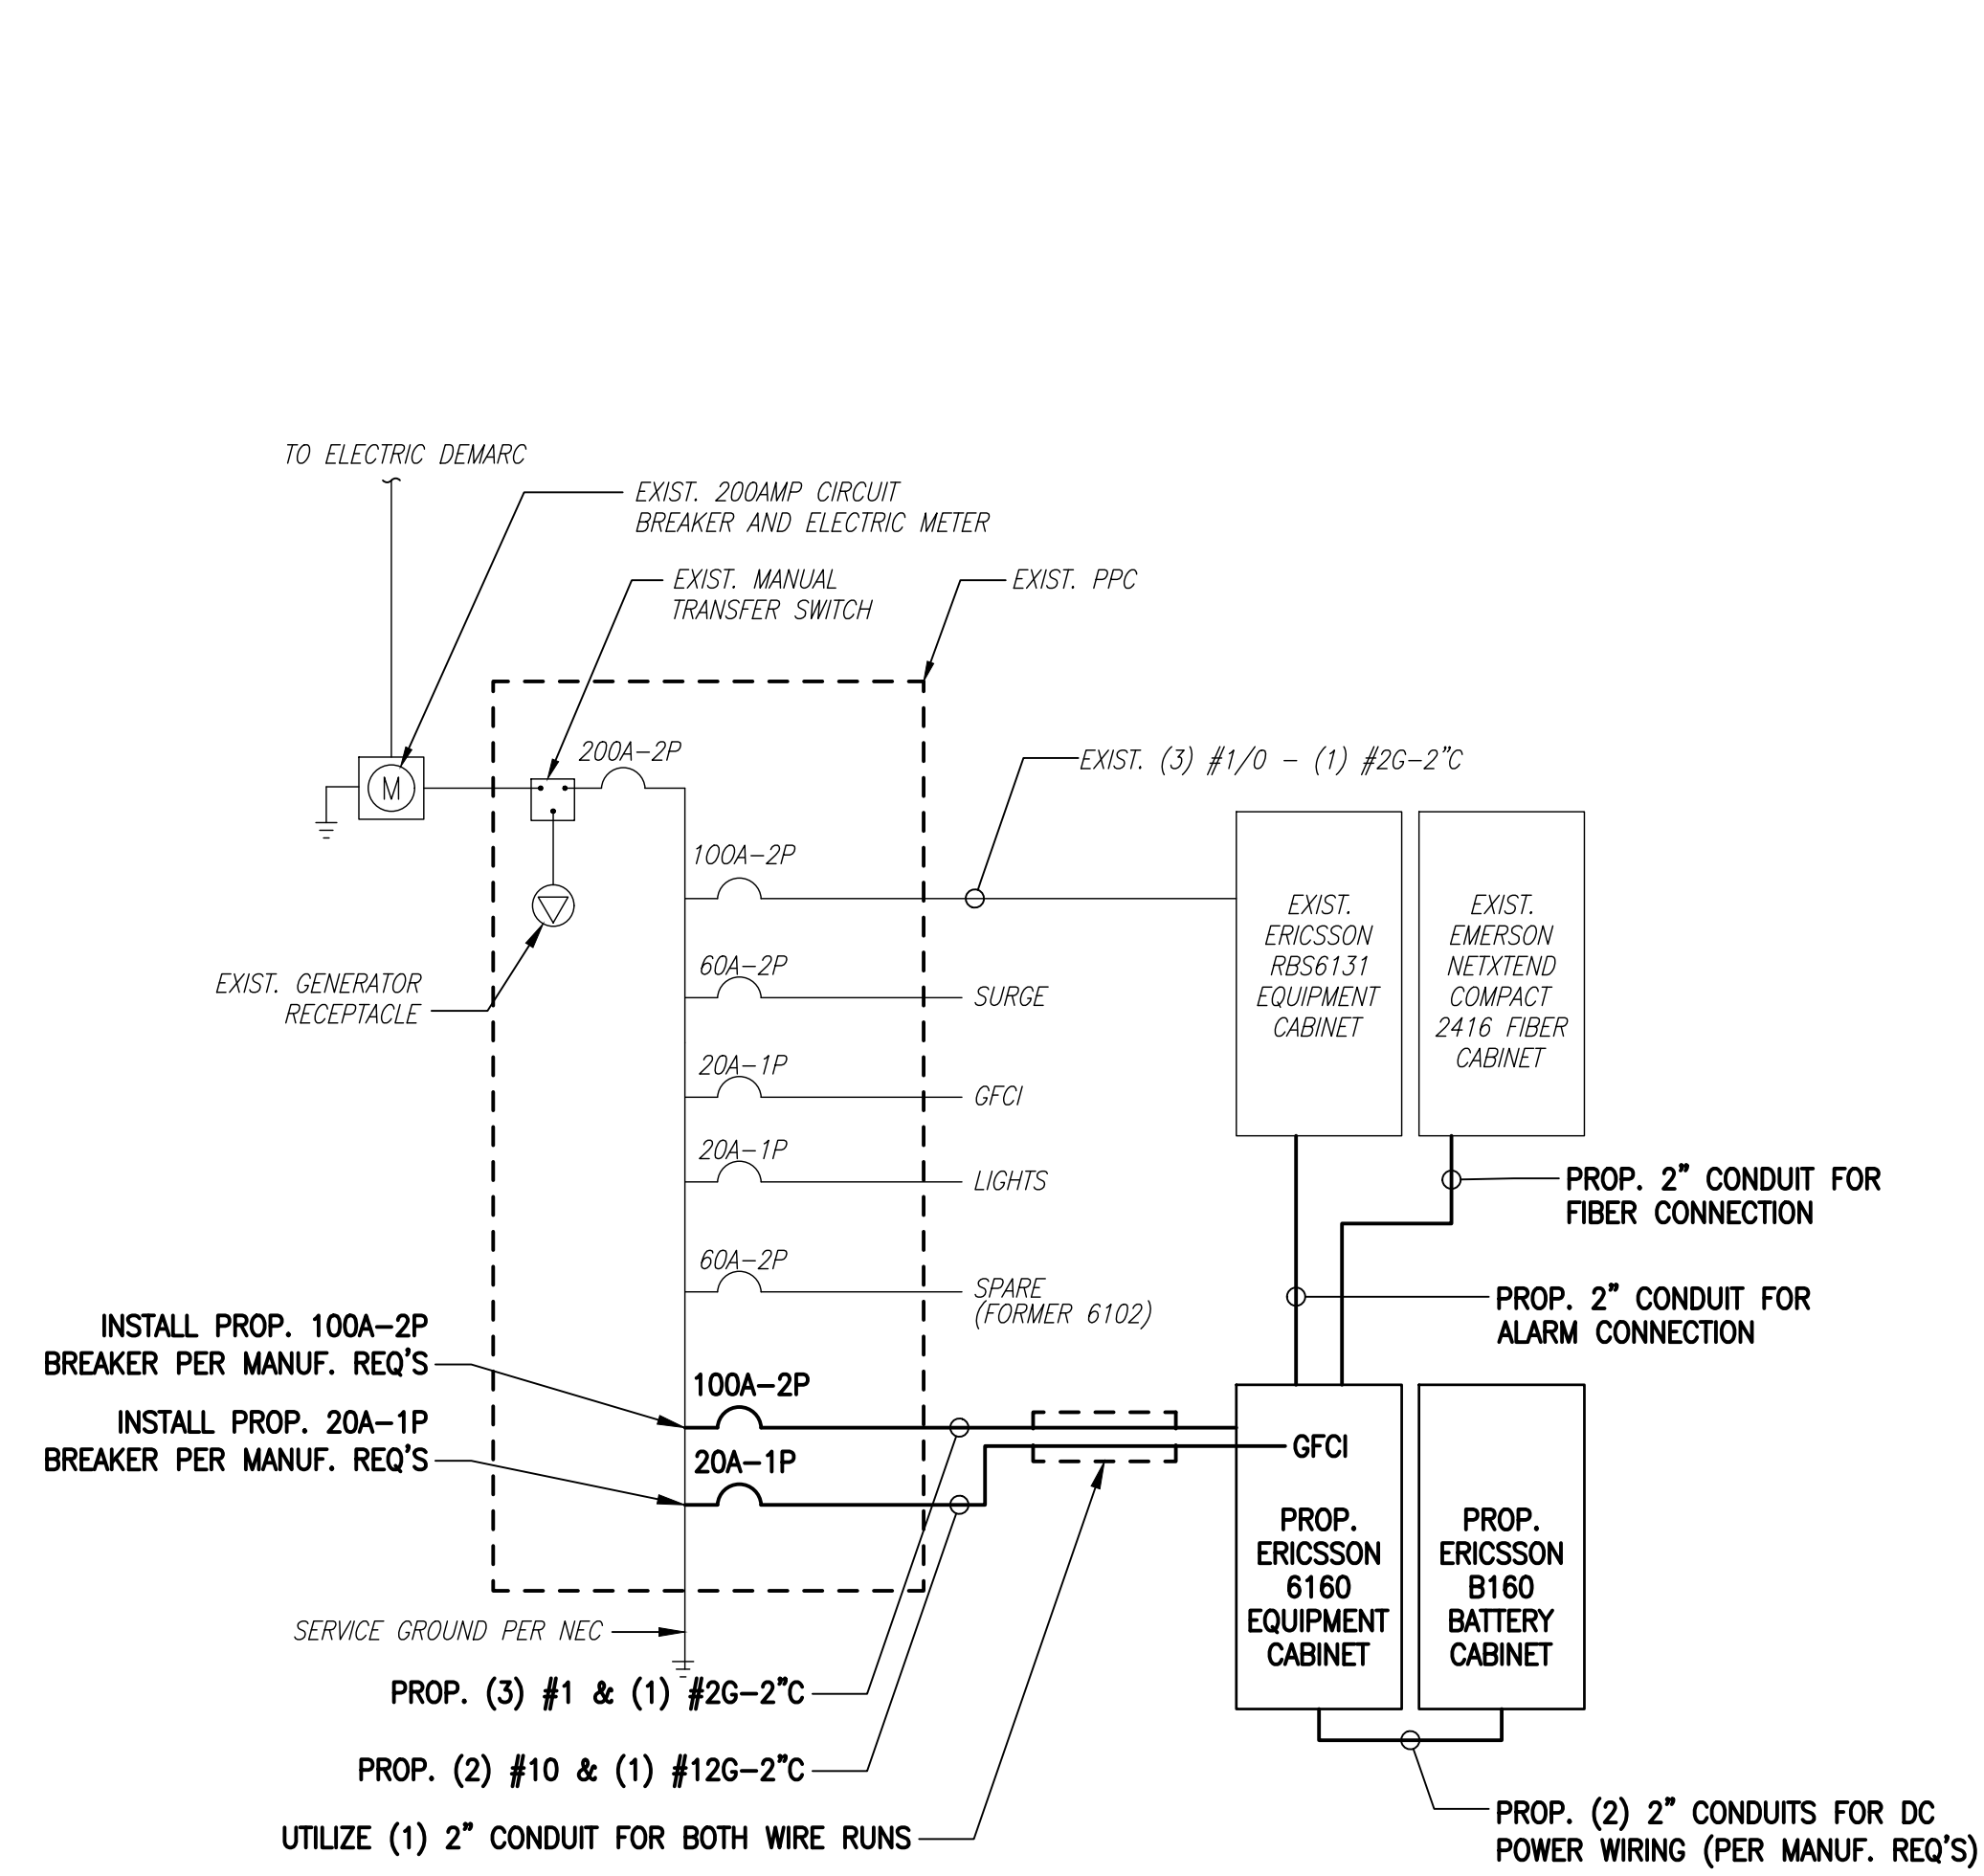 TO ELECTRIC DEMARC
EXIST. 200AMP CIRCUIT
BREAKER AND ELECTRIC METER
EXIST. MANUAL
TRANSFER SWITCH
EXIST. PPC
200A-2P
M
EXIST. (3) #1/0 - (1) #2G-2"C
100A-2P
EXIST.
ERICSSON
RBS6131
EQUIPMENT
CABINET
EXIST.
EMERSON
NETXTEND
COMPACT
2416 FIBER
CABINET
EXIST. GENERATOR
RECEPTACLE
60A-2P
SURGE
20A-1P
GFCI
20A-1P
LIGHTS
60A-2P
SPARE
(FORMER 6102)
PROP. 2" CONDUIT FOR
FIBER CONNECTION
PROP. 2" CONDUIT FOR
ALARM CONNECTION
INSTALL PROP. 100A-2P
BREAKER PER MANUF. REQ'S
100A-2P
INSTALL PROP. 20A-1P
BREAKER PER MANUF. REQ'S
20A-1P
GFCI
PROP.
ERICSSON
6160
EQUIPMENT
CABINET
PROP.
ERICSSON
B160
BATTERY
CABINET
SERVICE GROUND PER NEC
PROP. (3) #1 & (1) #2G-2"C
PROP. (2) #10 & (1) #12G-2"C
UTILIZE (1) 2" CONDUIT FOR BOTH WIRE RUNS
PROP. (2) 2" CONDUITS FOR DC
POWER WIRING (PER MANUF. REQ'S)